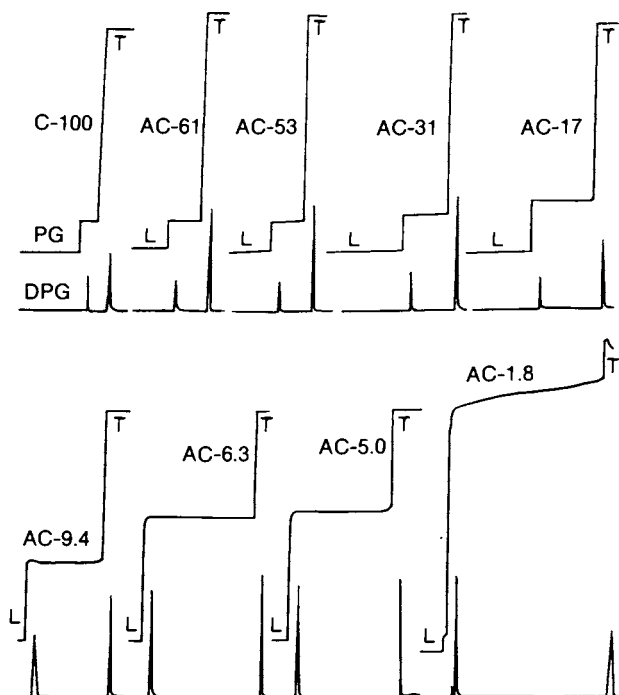 T T T T T
C-100 AC-61 AC-53 AC-31 AC-17
PG L L L L
DPG
AC-1.8
T
T T T
AC-6.3 AC-5.0
AC-9.4
L L L L